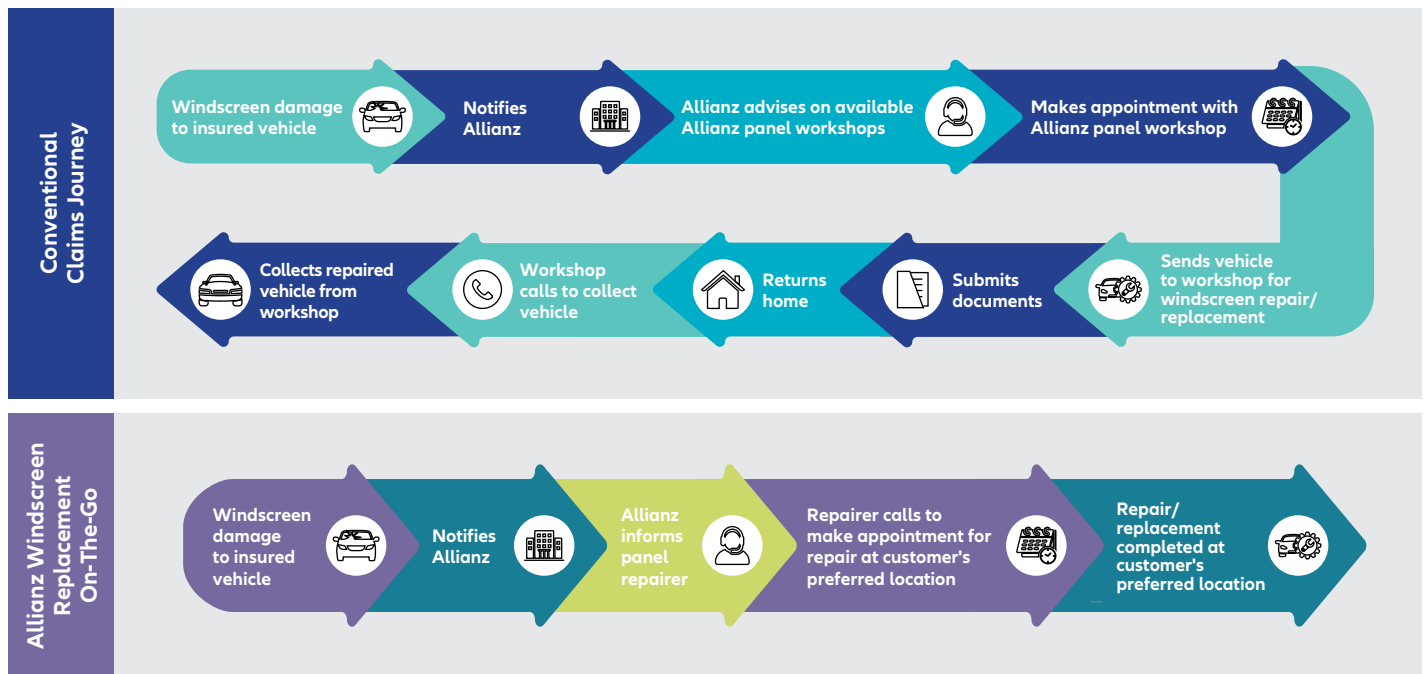 Conventional
Claims Journey
Windscreen damage
to insured vehicle
Notifies
Allianz
Allianz advises on available
Allianz panel workshops
Makes appointment with
Allianz panel workshop
Sends vehicle
to workshop for
windscreen repair/
replacement
Submits
documents
Returns
home
Workshop
calls to collect
vehicle
Collects repaired
vehicle from
workshop
Allianz Windscreen
Replacement
On-The-Go
Windscreen
damage
to insured
vehicle
Notifies
Allianz
Allianz
informs
panel
repairer
Repairer calls to
make appointment for
repair at customer's
preferred location
Repair/
replacement
completed at
customer's
preferred location